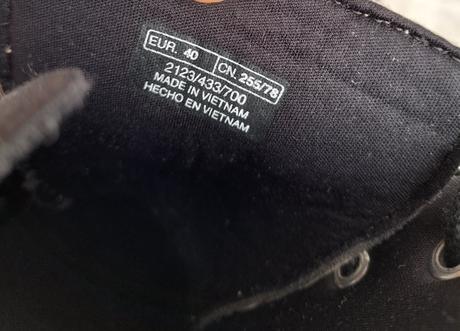 EUR. 40 CN. 255/78
2123/433/700
MADE IN VIETNAM
HECHO EN VIETNAM